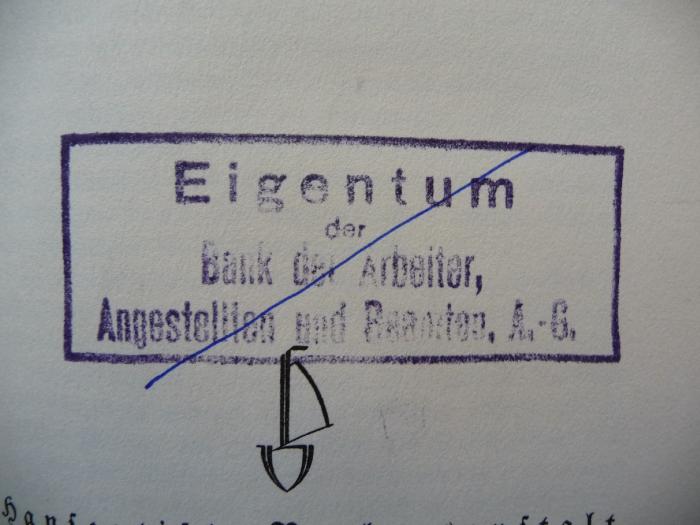 Eigentum
der
Bank der Arbeiter,
Angestellten und Beamten, A.-G.